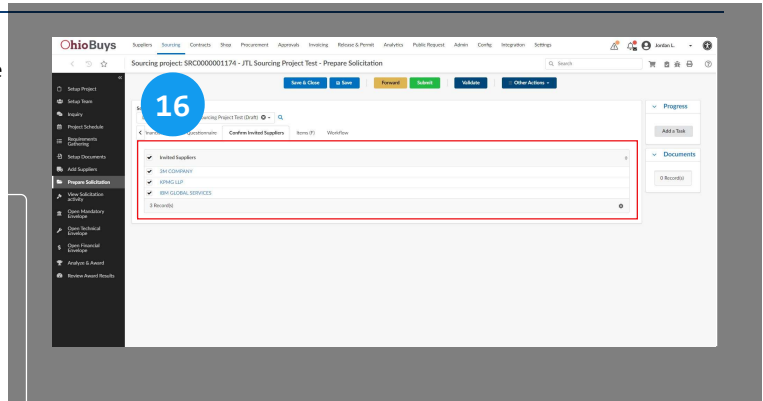 e
OhioBuys
Suppliers Sourcing Contracts Shop Procurement Approvals Invoicing Release & Permit Analytics Public Request Admin Config Integration Settings
Jordan L.
Sourcing project: SRC0000001174 - JTL Sourcing Project Test - Prepare Solicitation
Search
Save & Close Save Forward Submit Validate Other Actions
Setup Project
Setup Team
Inquiry
Project Schedule
Requirements
Gathering
Setup Documents
Add Suppliers
Prepare Solicitation
View Solicitation
activity
Open Mandatory
Envelope
Open Technical
Envelope
Open Financial
Envelope
Analyze & Award
Review Award Results
16
Sourcing Project Test (Draft)
Questionnaire Confirm Invited Suppliers Items (F) Workflow
Invited Suppliers
3M COMPANY
KPMG LLP
IBM GLOBAL SERVICES
3 Record(s)
Progress
Add a Task
Documents
0 Record(s)